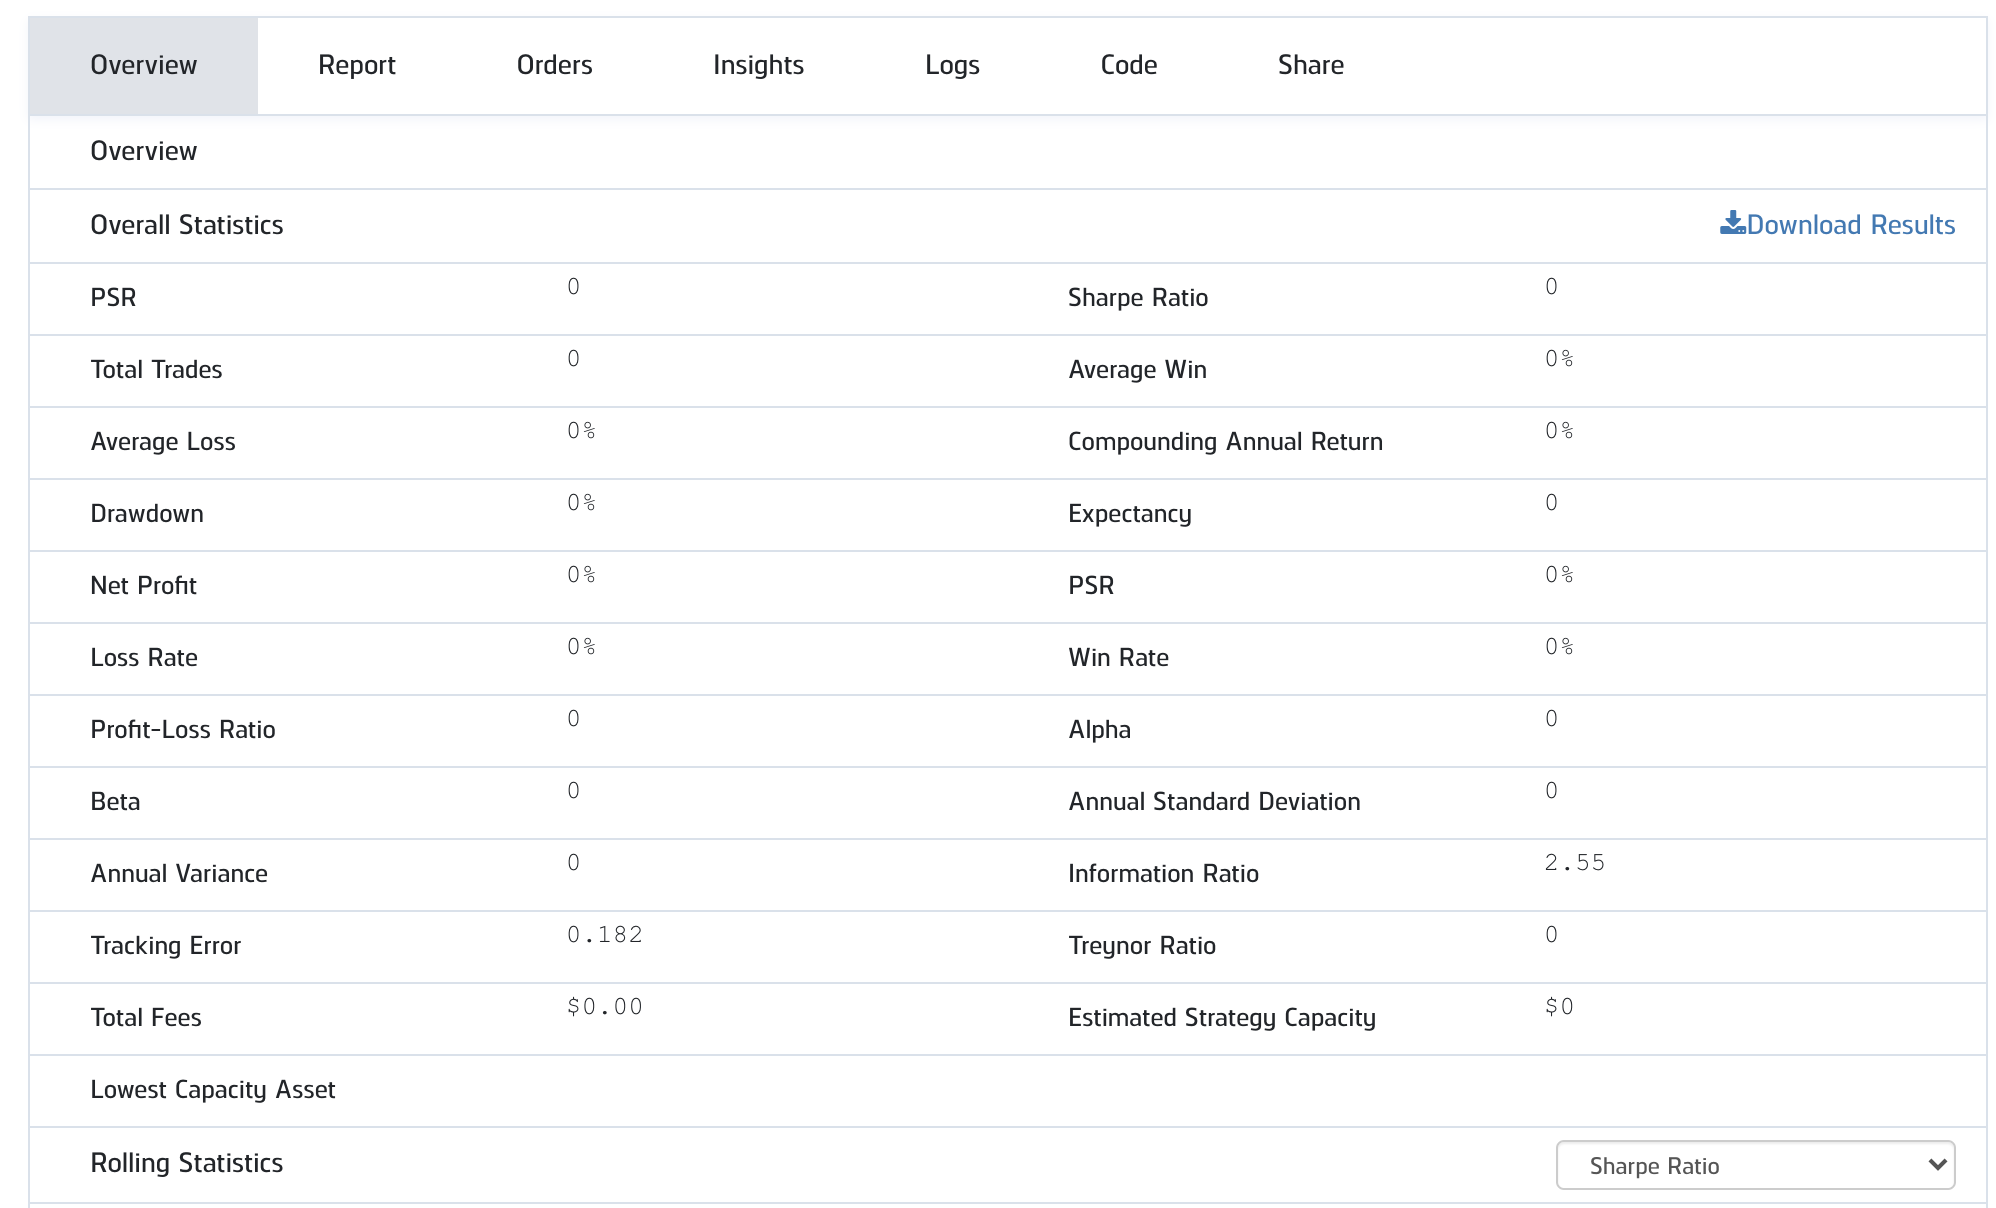 Overview Report Orders Insights Logs Code Share
Overview
Overall Statistics Download Results
PSR 0 Sharpe Ratio 0
Total Trades 0 Average Win 0%
Average Loss 0% Compounding Annual Return 0%
Drawdown 0% Expectancy 0
Net Profit 0% PSR 0%
Loss Rate 0% Win Rate 0%
Profit-Loss Ratio 0 Alpha 0
Beta 0 Annual Standard Deviation 0
Annual Variance 0 Information Ratio 2.55
Tracking Error 0.182 Treynor Ratio 0
Total Fees $0.00 Estimated Strategy Capacity $0
Lowest Capacity Asset
Rolling Statistics Sharpe Ratio